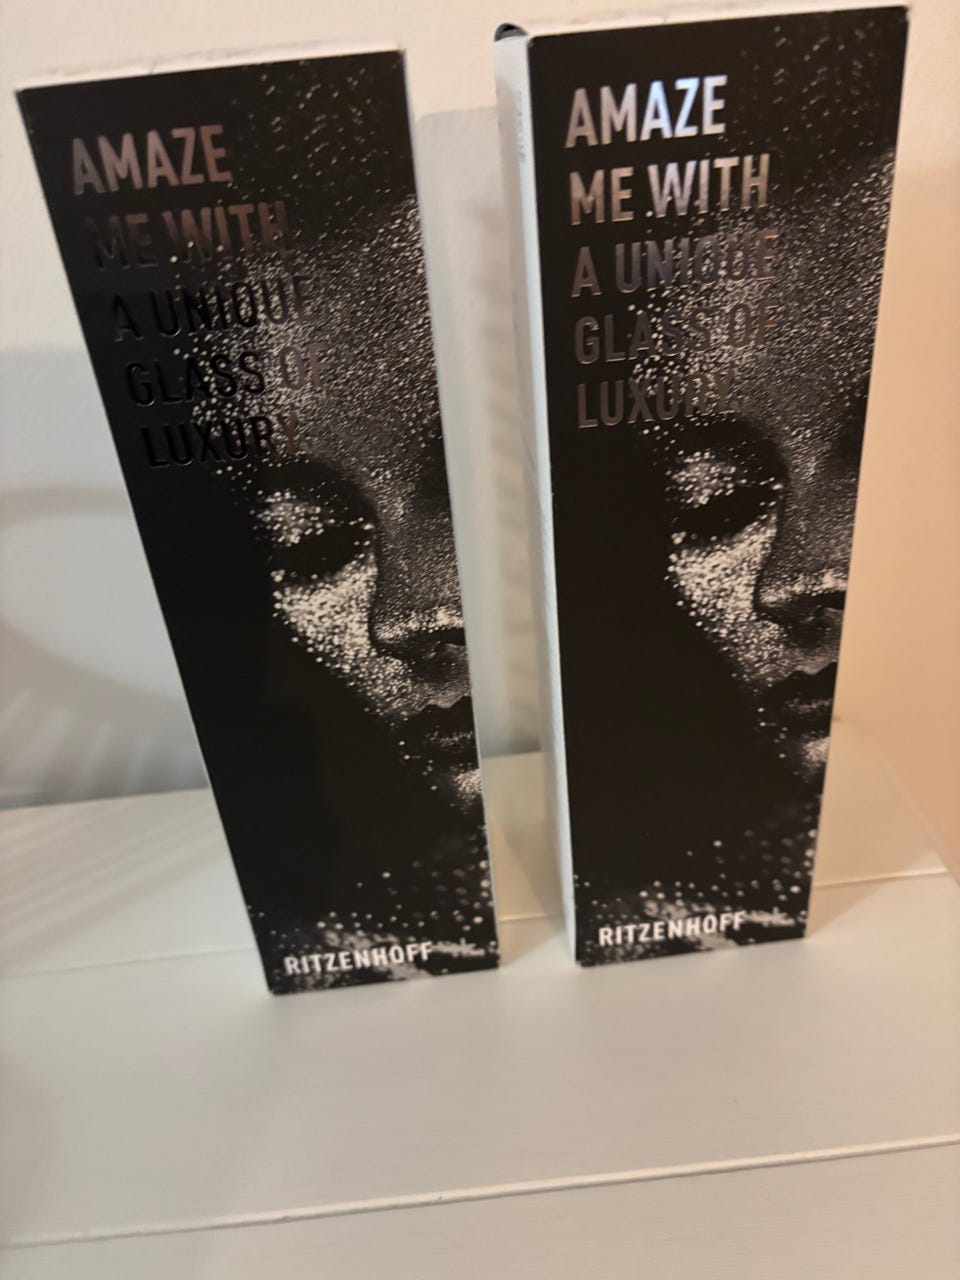 AMAZE
ME WITH
A UNIQUE
GLASS OF
LUXURY.
RITZENHOFF
AMAZE
ME WITH
A UNIQUE
GLASS OF
LUXURY.
RITZENHOFF